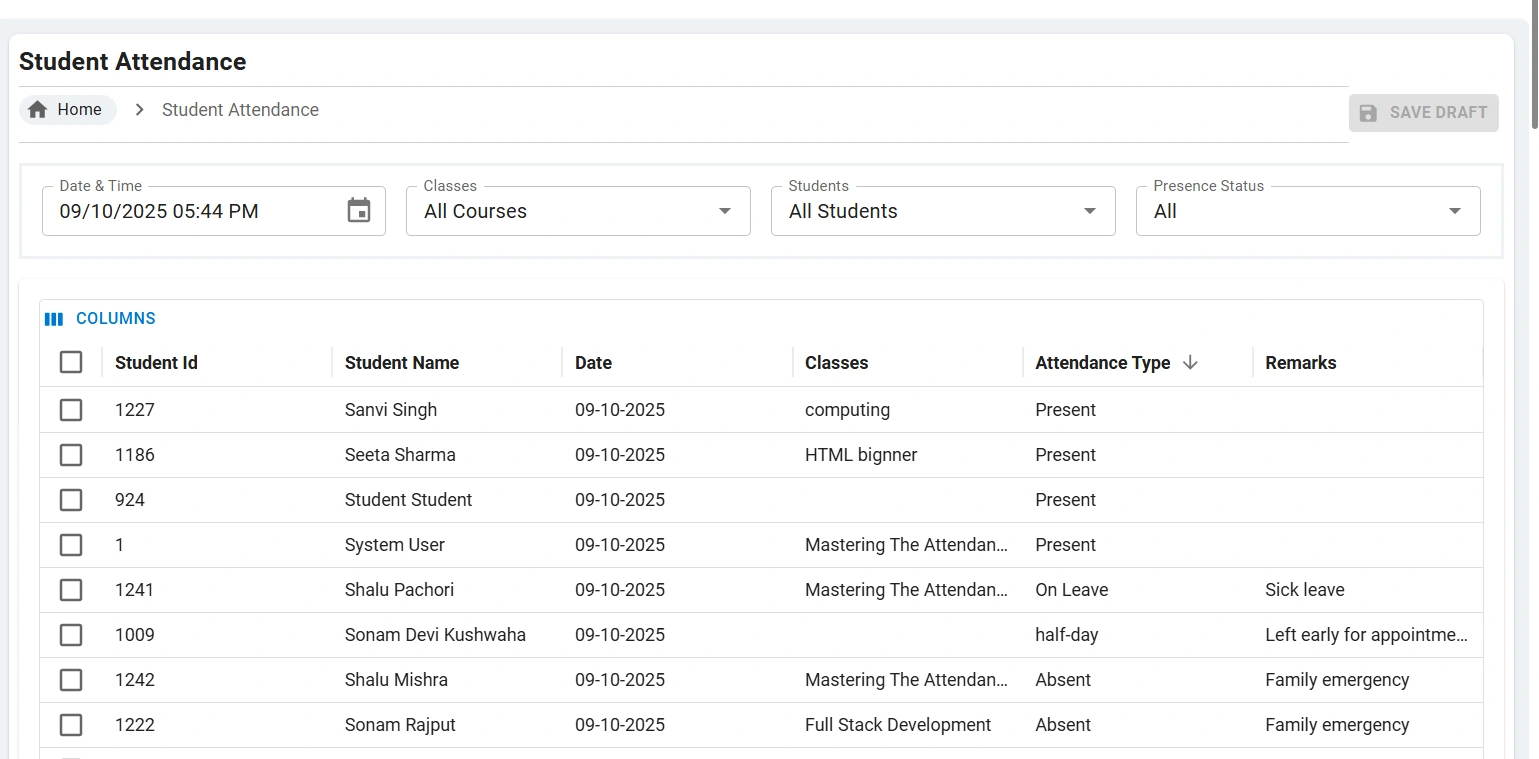 Student Attendance
Home > Student Attendance
SAVE DRAFT
Date & Time Classes Students Presence Status
09/10/2025 05:44 PM All Courses All Students All
COLUMNS
Student Id Student Name Date Classes Attendance Type ↓ Remarks
1227 Sanvi Singh 09-10-2025 computing Present
1186 Seeta Sharma 09-10-2025 HTML bignner Present
924 Student Student 09-10-2025 Present
1 System User 09-10-2025 Mastering The Attendan... Present
1241 Shalu Pachori 09-10-2025 Mastering The Attendan... On Leave Sick leave
1009 Sonam Devi Kushwaha 09-10-2025 half-day Left early for appointme...
1242 Shalu Mishra 09-10-2025 Mastering The Attendan... Absent Family emergency
1222 Sonam Rajput 09-10-2025 Full Stack Development Absent Family emergency